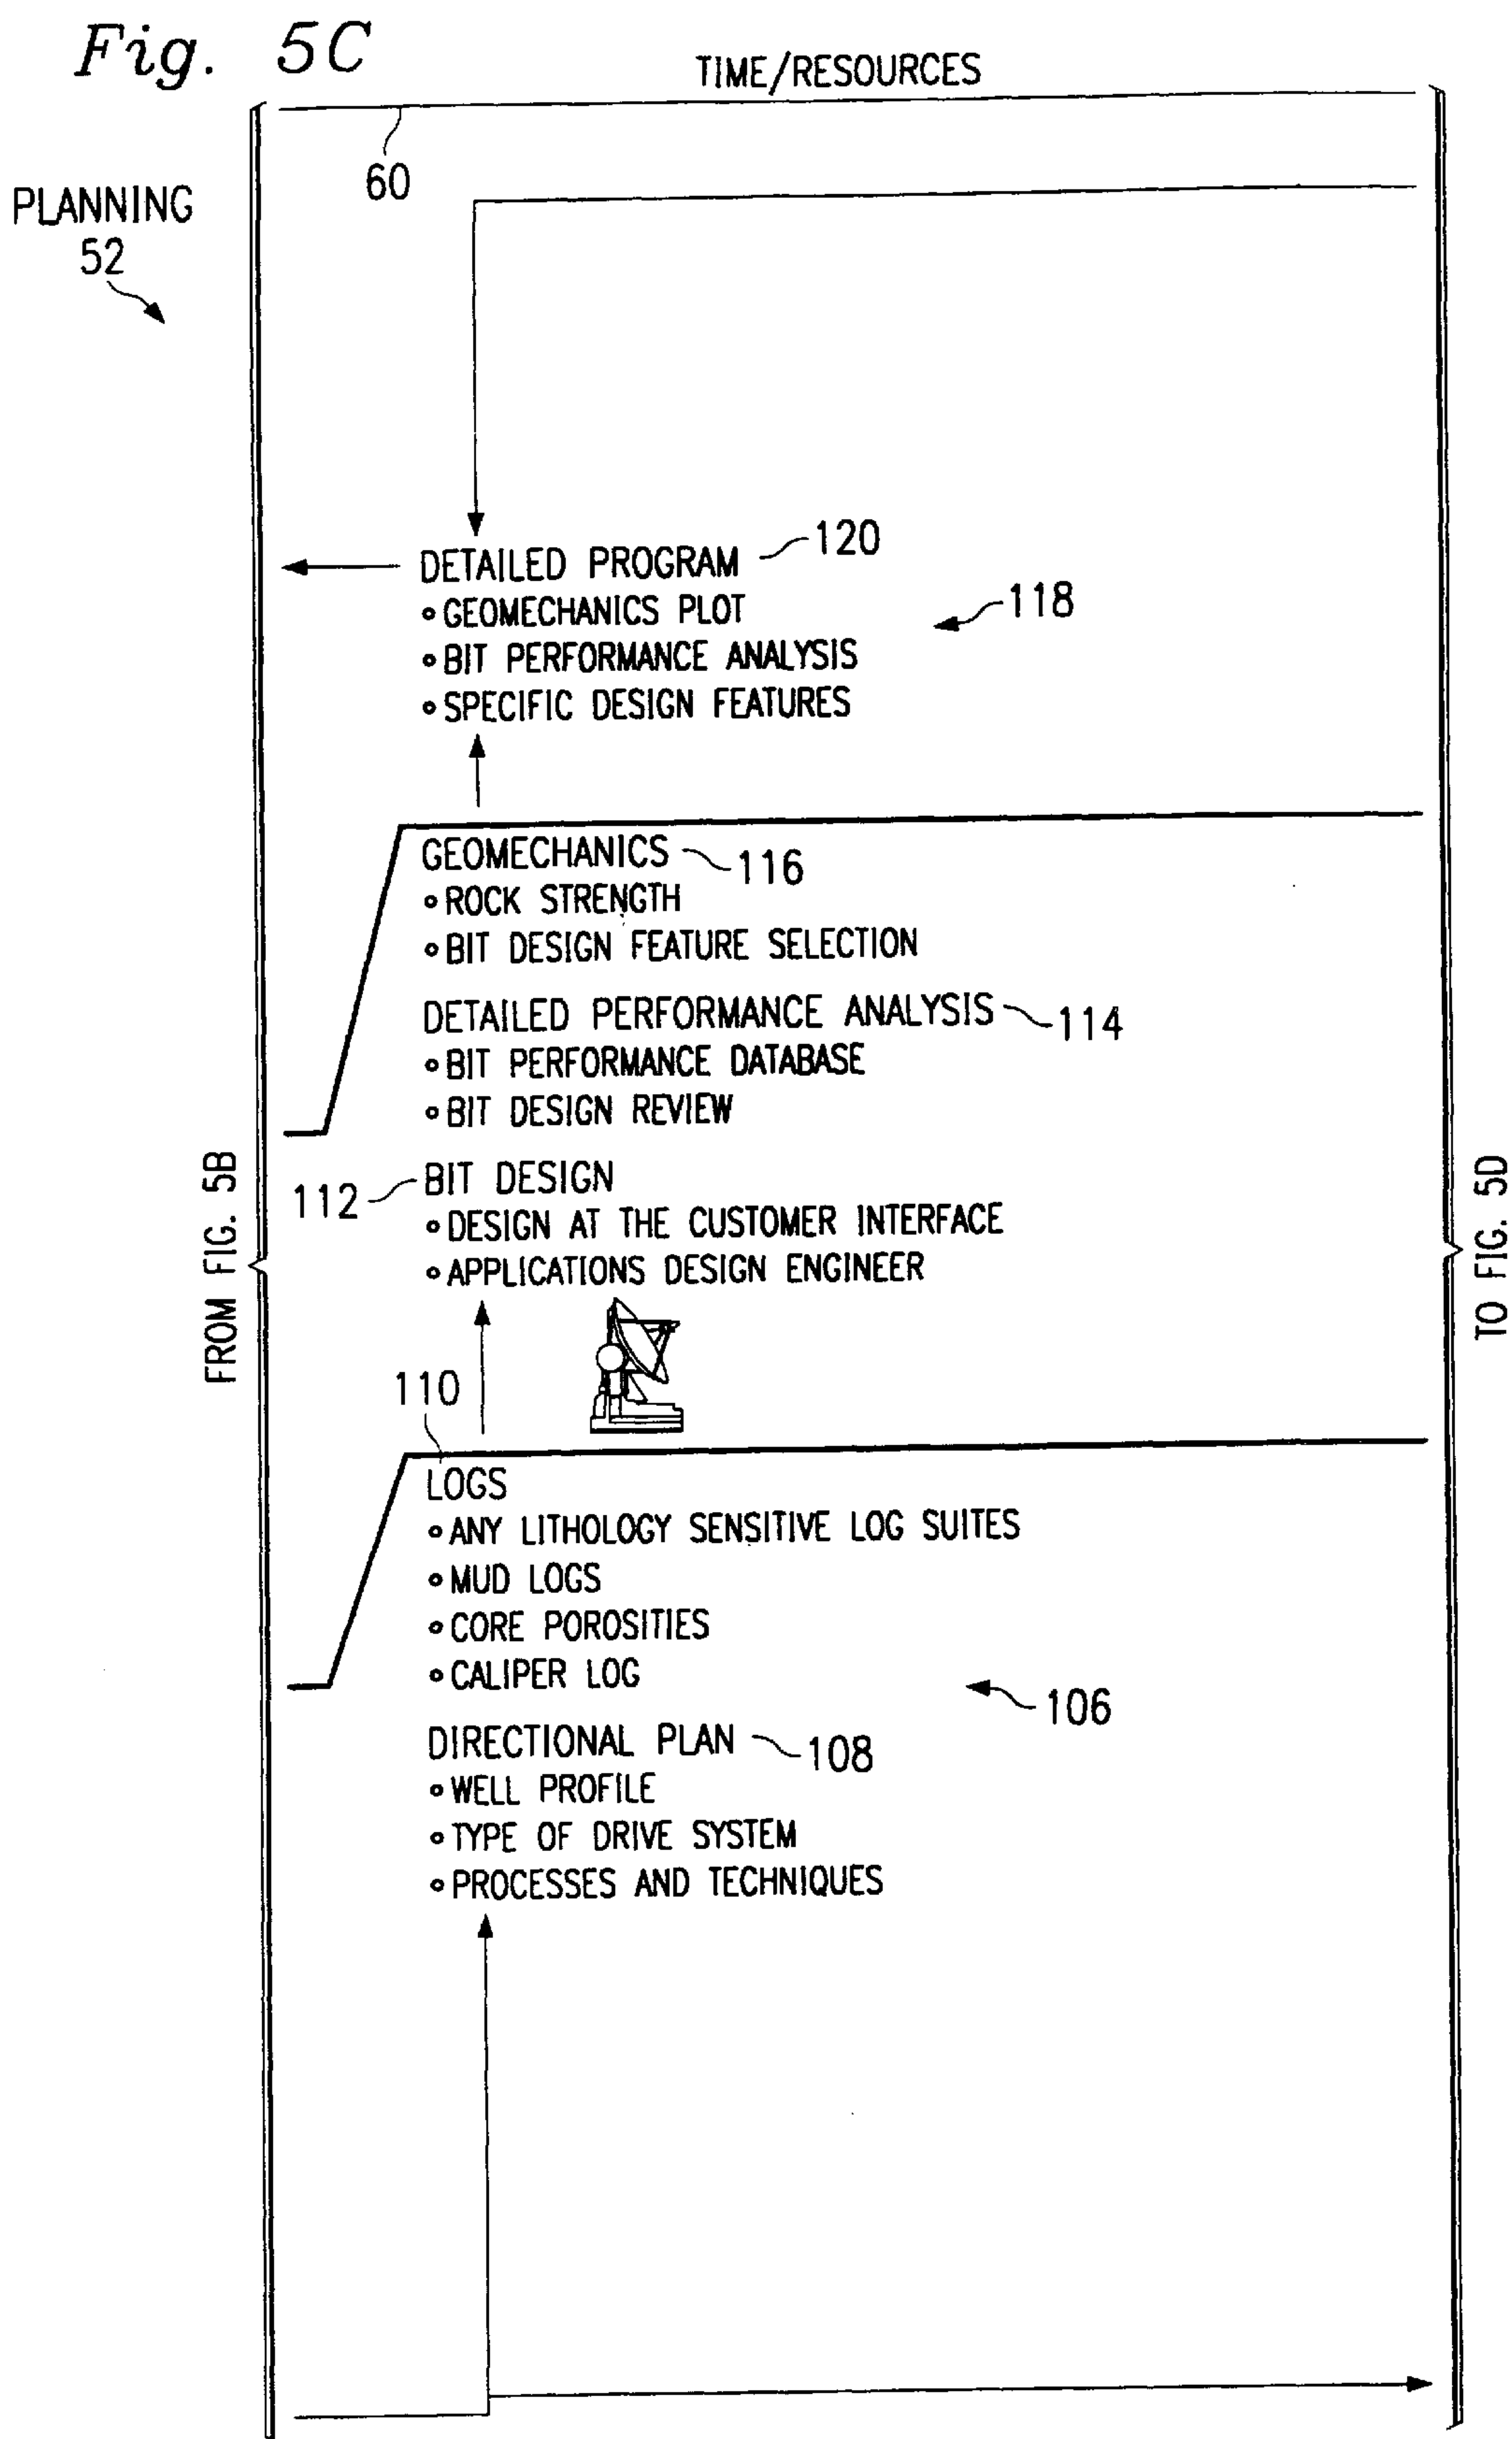 Fig. 5C
TIME/RESOURCES
60
PLANNING
52
DETAILED PROGRAM
120
◦ GEOMECHANICS PLOT
118
◦ BIT PERFORMANCE ANALYSIS
◦ SPECIFIC DESIGN FEATURES
GEOMECHANICS
116
◦ ROCK STRENGTH
◦ BIT DESIGN FEATURE SELECTION
DETAILED PERFORMANCE ANALYSIS
114
◦ BIT PERFORMANCE DATABASE
◦ BIT DESIGN REVIEW
FROM FIG. 5B
112
BIT DESIGN
◦ DESIGN AT THE CUSTOMER INTERFACE
◦ APPLICATIONS DESIGN ENGINEER
TO FIG. 5D
110
LOGS
◦ ANY LITHOLOGY SENSITIVE LOG SUITES
◦ MUD LOGS
◦ CORE POROSITIES
◦ CALIPER LOG
106
DIRECTIONAL PLAN
108
◦ WELL PROFILE
◦ TYPE OF DRIVE SYSTEM
◦ PROCESSES AND TECHNIQUES